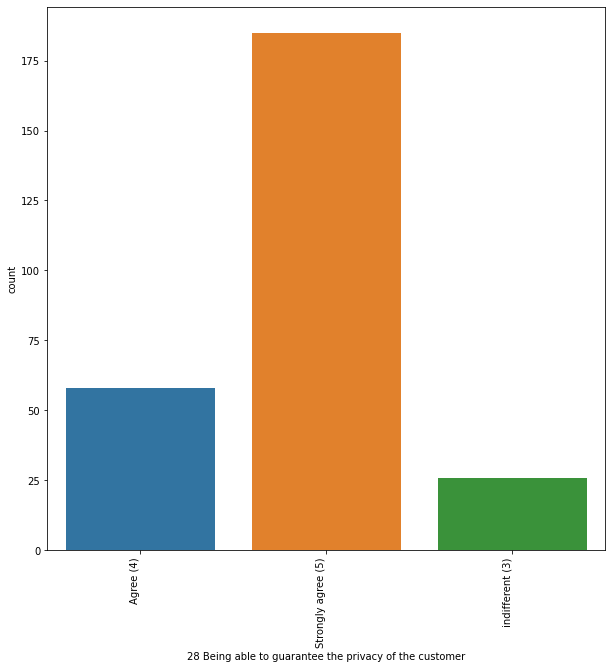 175
150
125
100
75
50
25
0
count
Agree (4)
Strongly agree (5)
indifferent (3)
28 Being able to guarantee the privacy of the customer